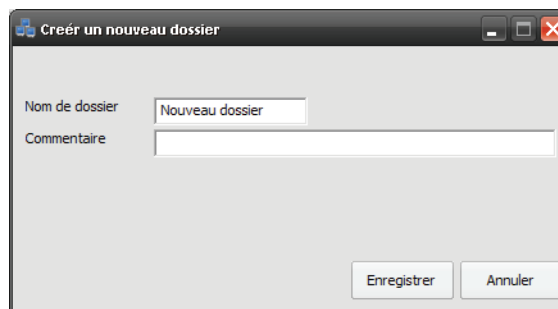 Creér un nouveau dossier
Nom de dossier Nouveau dossier
Commentaire
Enregistrer Annuler